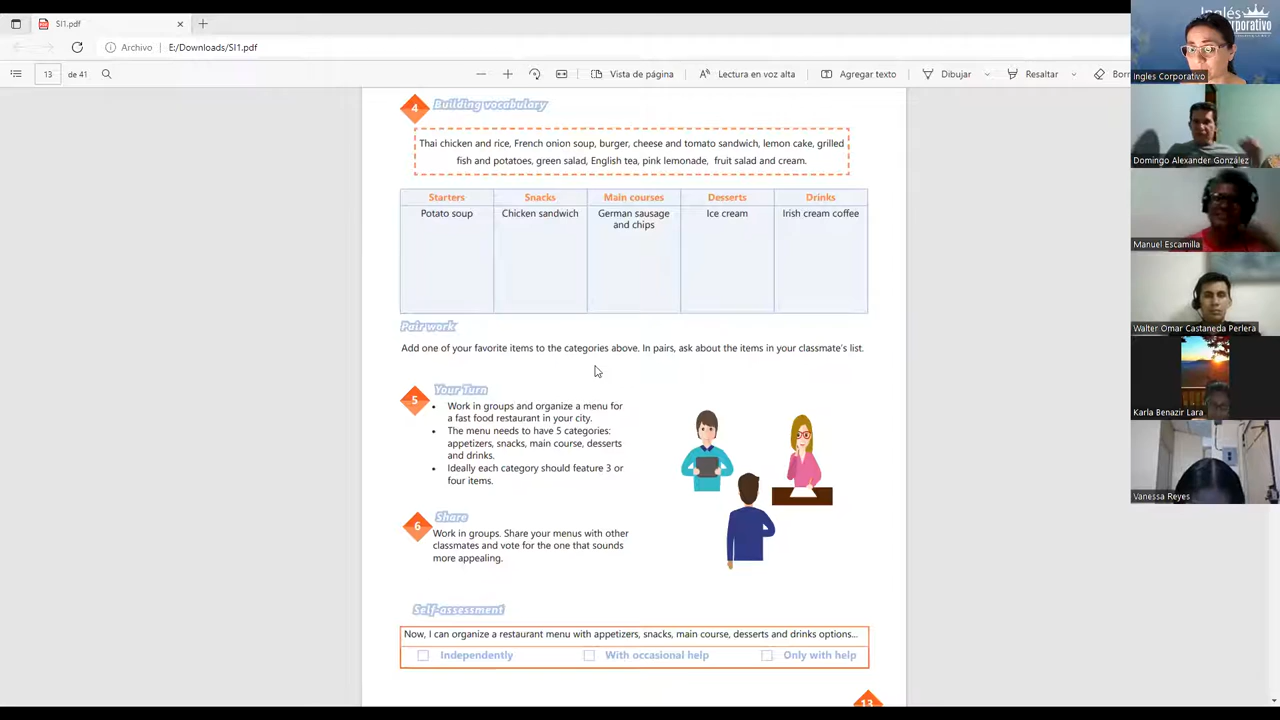 SI1.pdf
Archivo
E:/Downloads/SI1.pdf
13
de 41
Vista de página
Lectura en voz alta
Agregar texto
Dibujar
Resaltar
Borr
Inglés
Corporativo
Ingles Corporativo
Domingo Alexander González
Manuel Escamilla
Walter Omar Castaneda Perlera
Karla Benazir Lara
Vanessa Reyes
4
Building vocabulary
Thai chicken and rice, French onion soup, burger, cheese and tomato sandwich, lemon cake, grilled
fish and potatoes, green salad, English tea, pink lemonade, fruit salad and cream.
Starters Snacks Main courses Desserts Drinks
Potato soup Chicken sandwich German sausage Ice cream Irish cream coffee
and chips
Pair work
Add one of your favorite items to the categories above. In pairs, ask about the items in your classmate's list.
5
Your Turn
• Work in groups and organize a menu for
a fast food restaurant in your city.
• The menu needs to have 5 categories:
appetizers, snacks, main course, desserts
and drinks.
• Ideally each category should feature 3 or
four items.
6
Share
Work in groups. Share your menus with other
classmates and vote for the one that sounds
more appealing.
Self-assessment
Now, I can organize a restaurant menu with appetizers, snacks, main course, desserts and drinks options...
Independently With occasional help Only with help
13